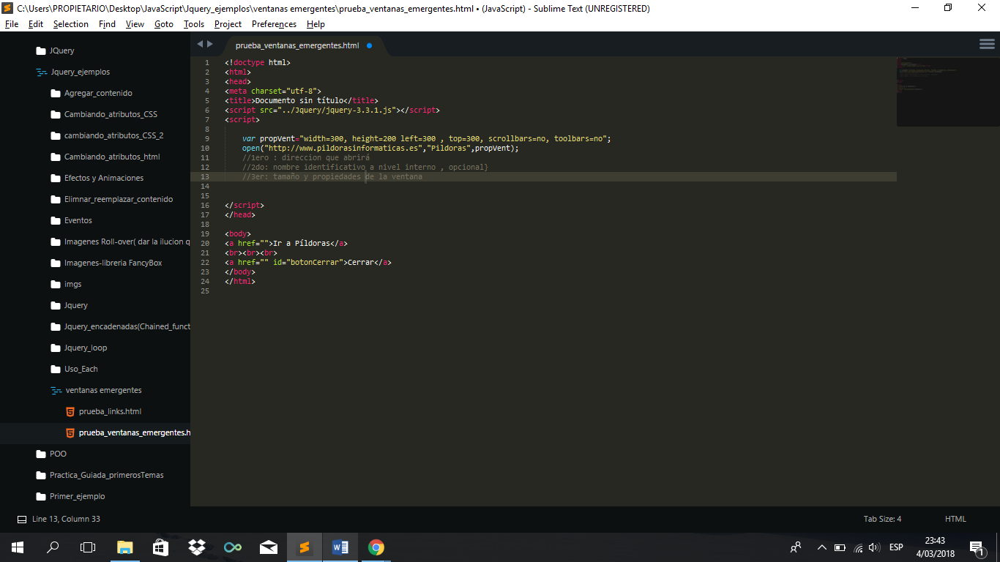 C:\Users\PROPIETARIO\Desktop\JavaScript\Jquery_ejemplos\ventanas emergentes\prueba_ventanas_emergentes.html • (JavaScript) - Sublime Text (UNREGISTERED)
File Edit Selection Find View Goto Tools Project Preferences Help
JQuery
Jquery_ejemplos
Agregar_contenido
Cambiando_atributos_CSS
cambiando_atributos_CSS_2
Cambiando_atributos_html
Efectos y Animaciones
Elimnar_reemplazar_contenido
Eventos
Imagenes Roll-over( dar la ilucion q
Imagenes-libreria FancyBox
imgs
Jquery
Jquery_encadenadas(Chained_funct
Jquery_loop
Uso_Each
ventanas emergentes
prueba_links.html
prueba_ventanas_emergentes.h
POO
Practica_Guiada_primerosTemas
Primer_ejemplo
prueba_ventanas_emergentes.html
1 <!doctype html>
2 <html>
3 <head>
4 <meta charset="utf-8">
5 <title>Documento sin título</title>
6 <script src="../Jquery/jquery-3.3.1.js"></script>
7 <script>
8
9 var propVent="width=300, height=200 left=300 , top=300, scrollbars=no, toolbars=no";
10 open("http://www.pildorasinformaticas.es","Pildoras",propVent);
11 //1ero : direccion que abrirá
12 //2do: nombre identificativo a nivel interno , opcional}
13 //3er: tamaño y propiedades de la ventana
14
15
16 </script>
17 </head>
18
19 <body>
20 <a href="">Ir a Píldoras</a>
21 <br><br><br>
22 <a href="" id="botonCerrar">Cerrar</a>
23 </body>
24 </html>
25
Line 13, Column 33
Tab Size: 4
HTML
ESP
23:43
4/03/2018
1